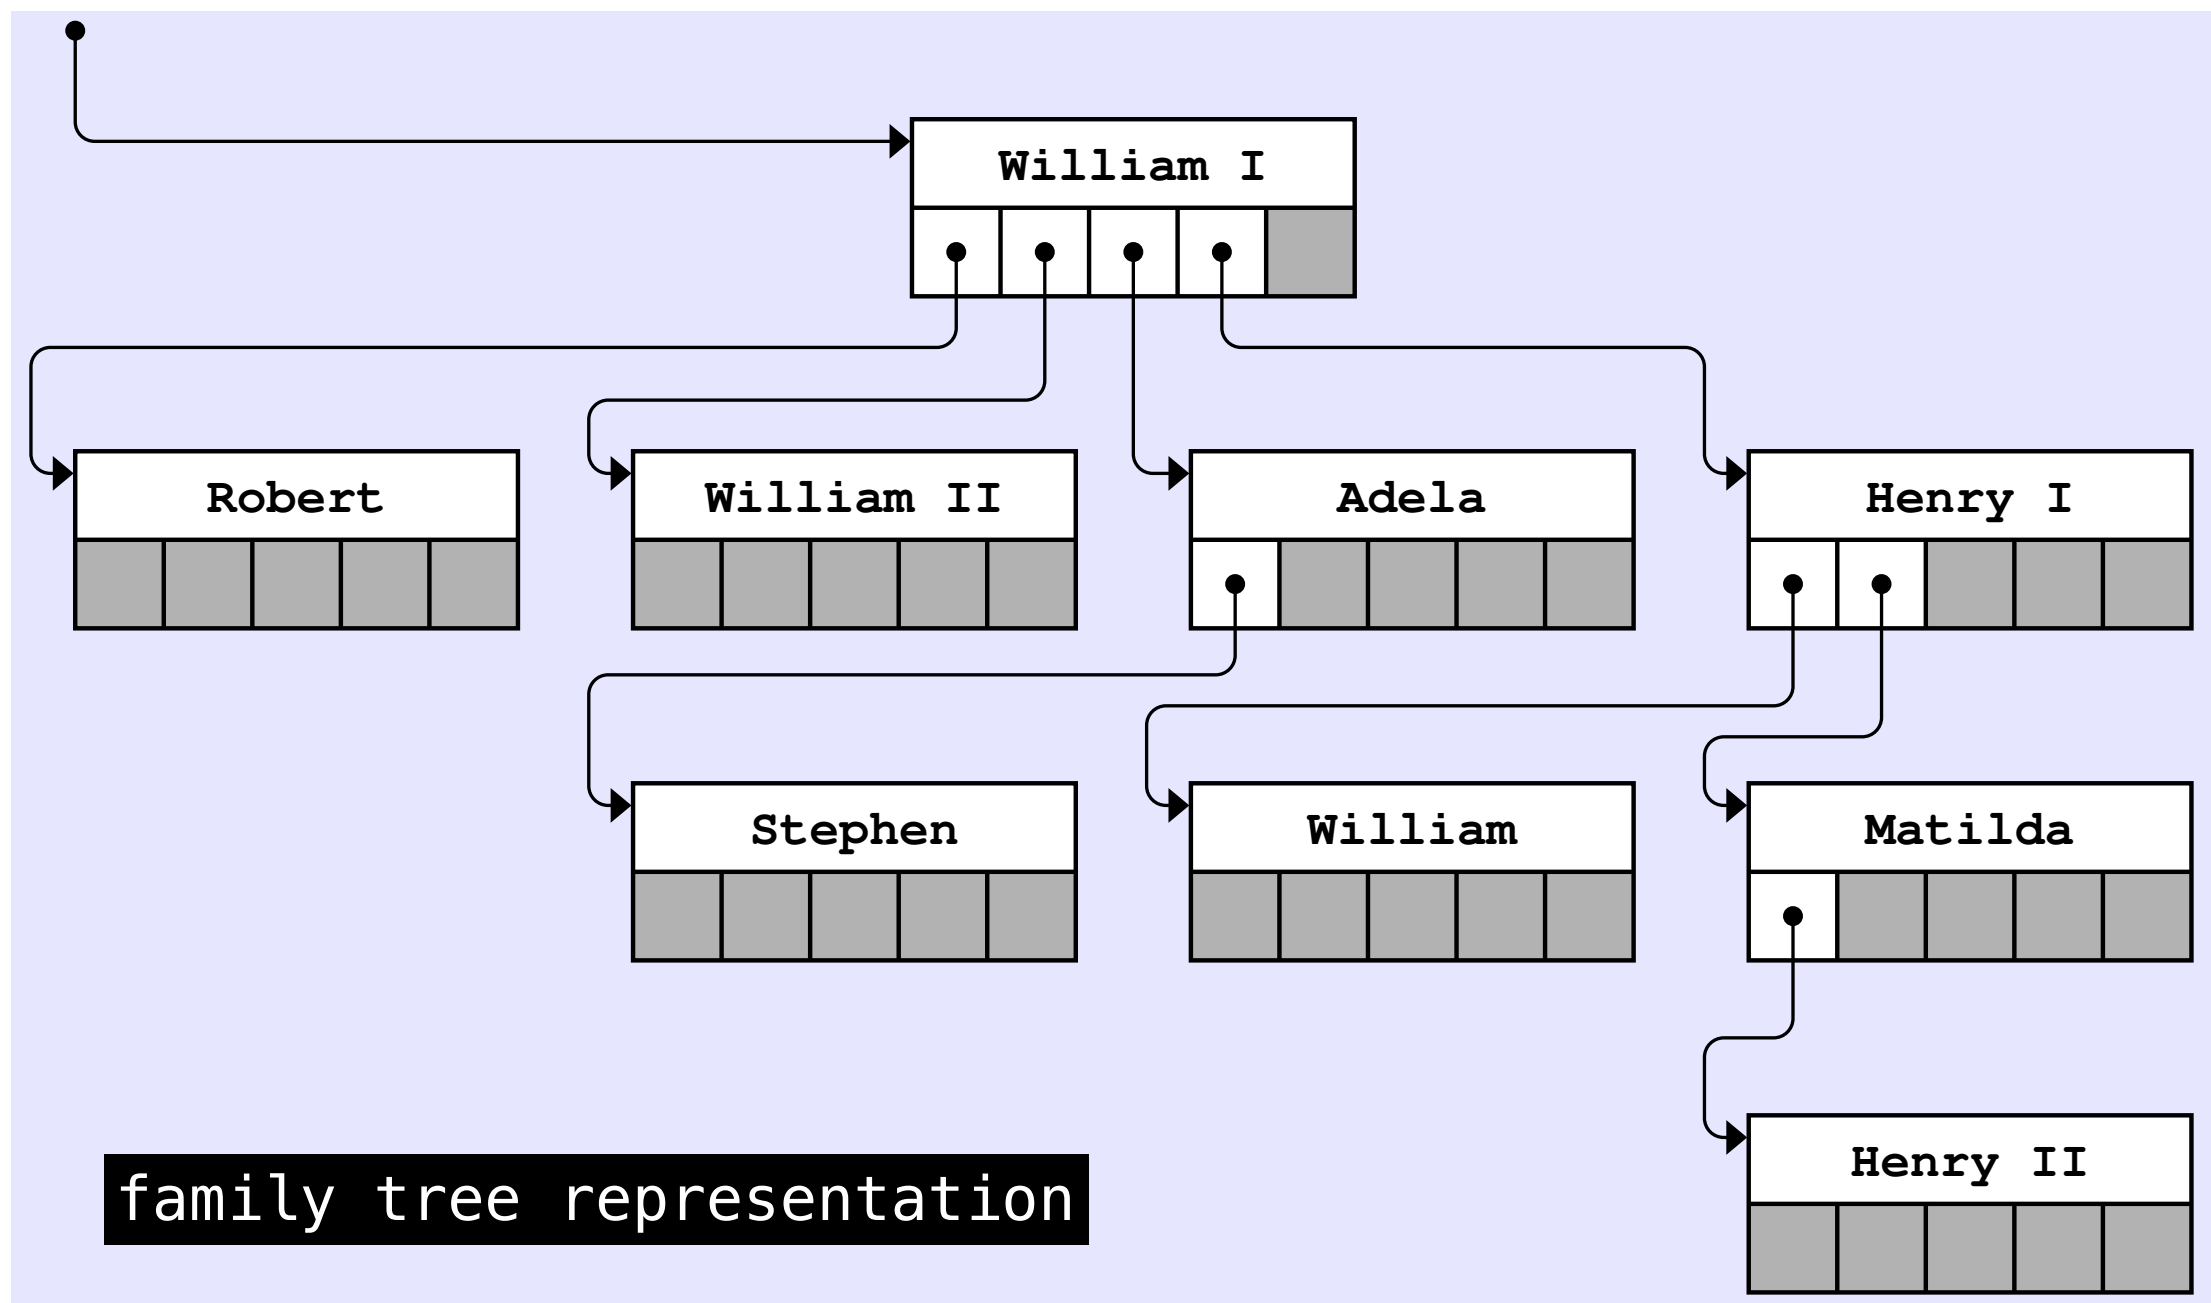 William I
Robert
William II
Adela
Henry I
Stephen
William
Matilda
Henry II
family tree representation